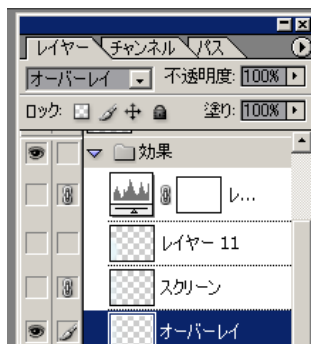 レイヤー チャンネル パス
オーバーレイ 不透明度: 100%
ロック: 塗り: 100%
効果
レ...
レイヤー 11
スクリーン
オーバーレイ